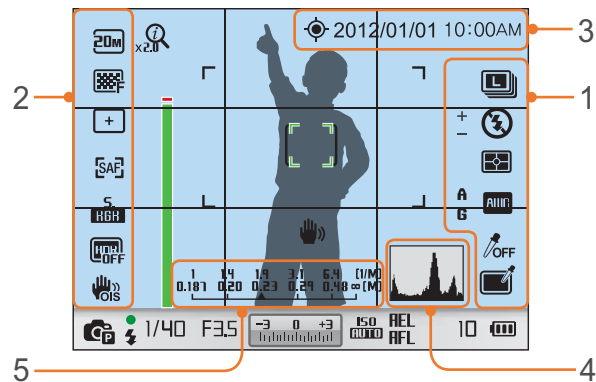 2012/01/01 10:00AM
3
2
1
20M
x2.0
i
F
L
+
-
+
SAF
S.
RGB
A
G
AWB
OFF
HDR
OFF
OIS
1 1.4 1.9 3.1 6.4 [1/M]
0.187 0.20 0.23 0.29 0.48 ∞ [M]
P
1/40
F3.5
-3 0 +3
ISO
AUTO
AEL
AFL
10
5
4